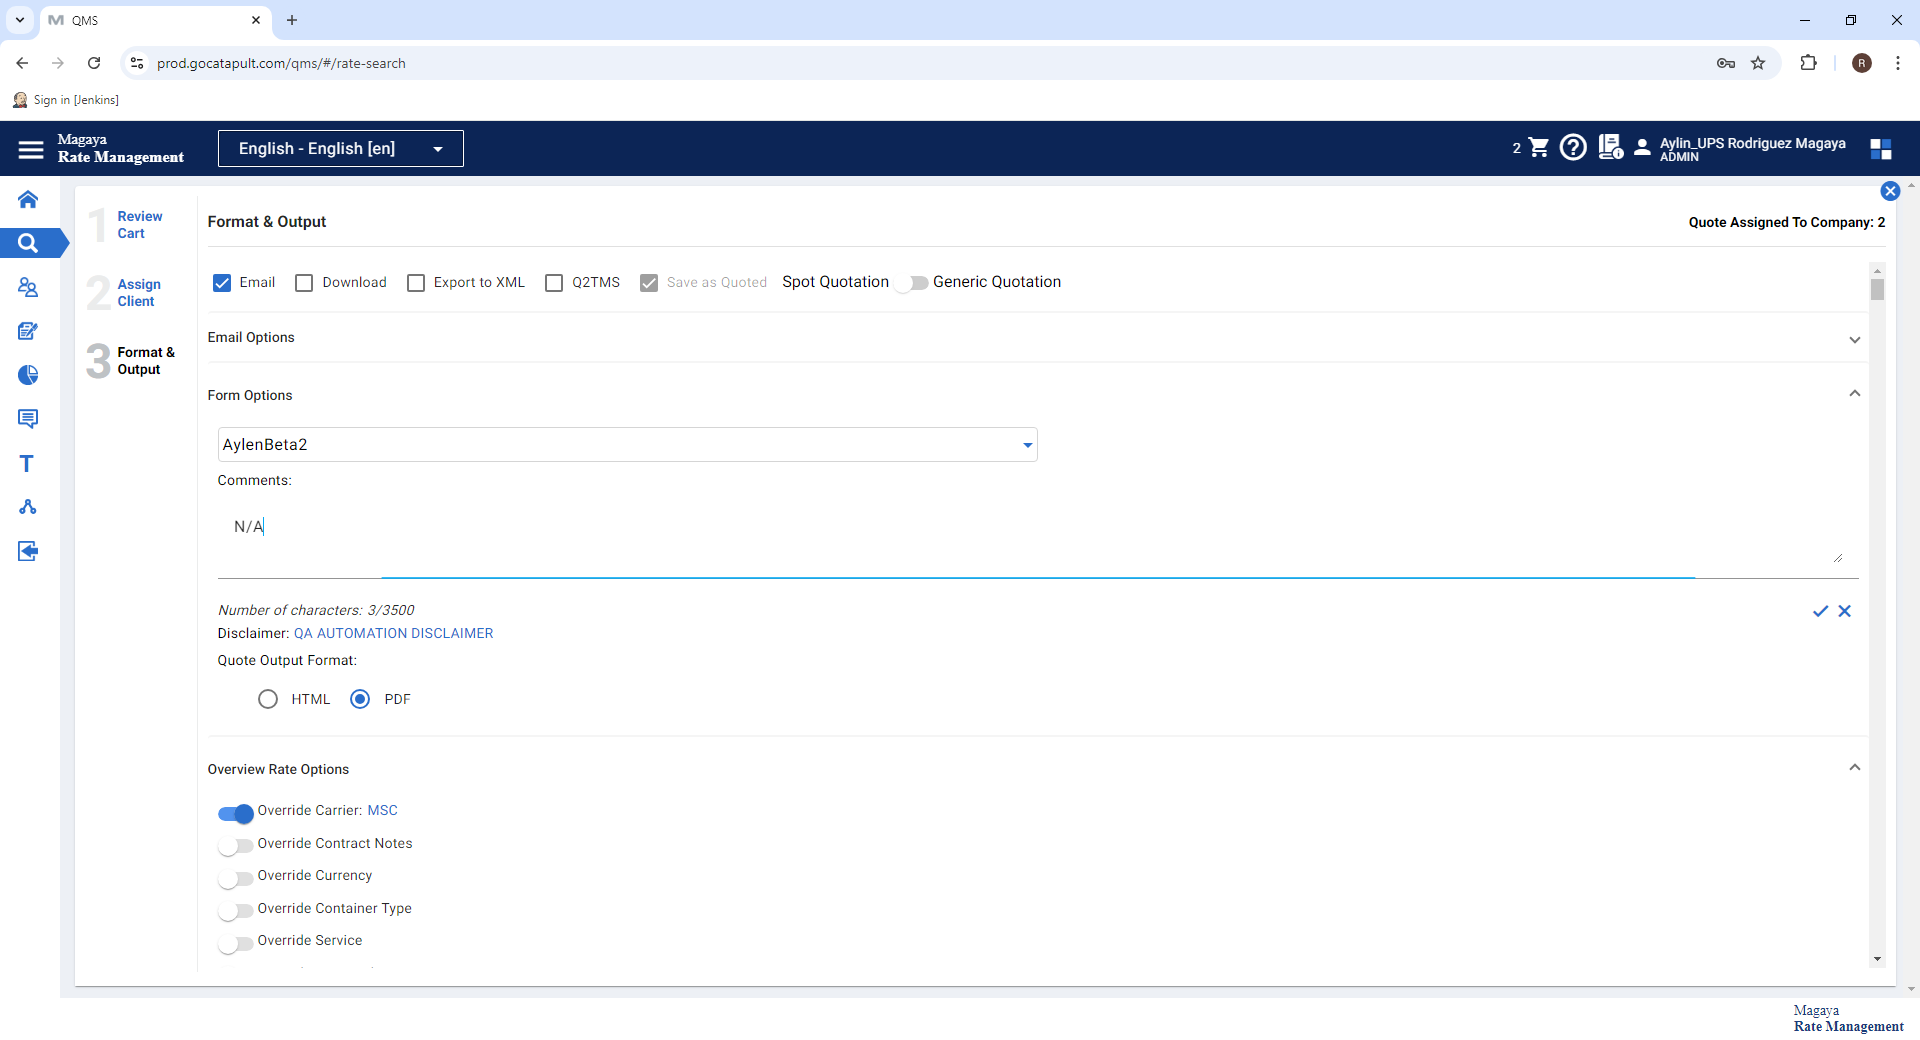 QMS
prod.gocatapult.com/qms/#/rate-search
R
Sign in [Jenkins]
Magaya
Rate Management
English - English [en]
2
Aylin_UPS Rodriguez Magaya
ADMIN
1 Review Cart
2 Assign Client
3 Format & Output
Format & Output
Quote Assigned To Company: 2
Email
Download
Export to XML
Q2TMS
Save as Quoted
Spot Quotation
Generic Quotation
Email Options
Form Options
AylenBeta2
Comments:
N/A
Number of characters: 3/3500
Disclaimer: QA AUTOMATION DISCLAIMER
Quote Output Format:
HTML
PDF
Overview Rate Options
Override Carrier: MSC
Override Contract Notes
Override Currency
Override Container Type
Override Service
Magaya
Rate Management